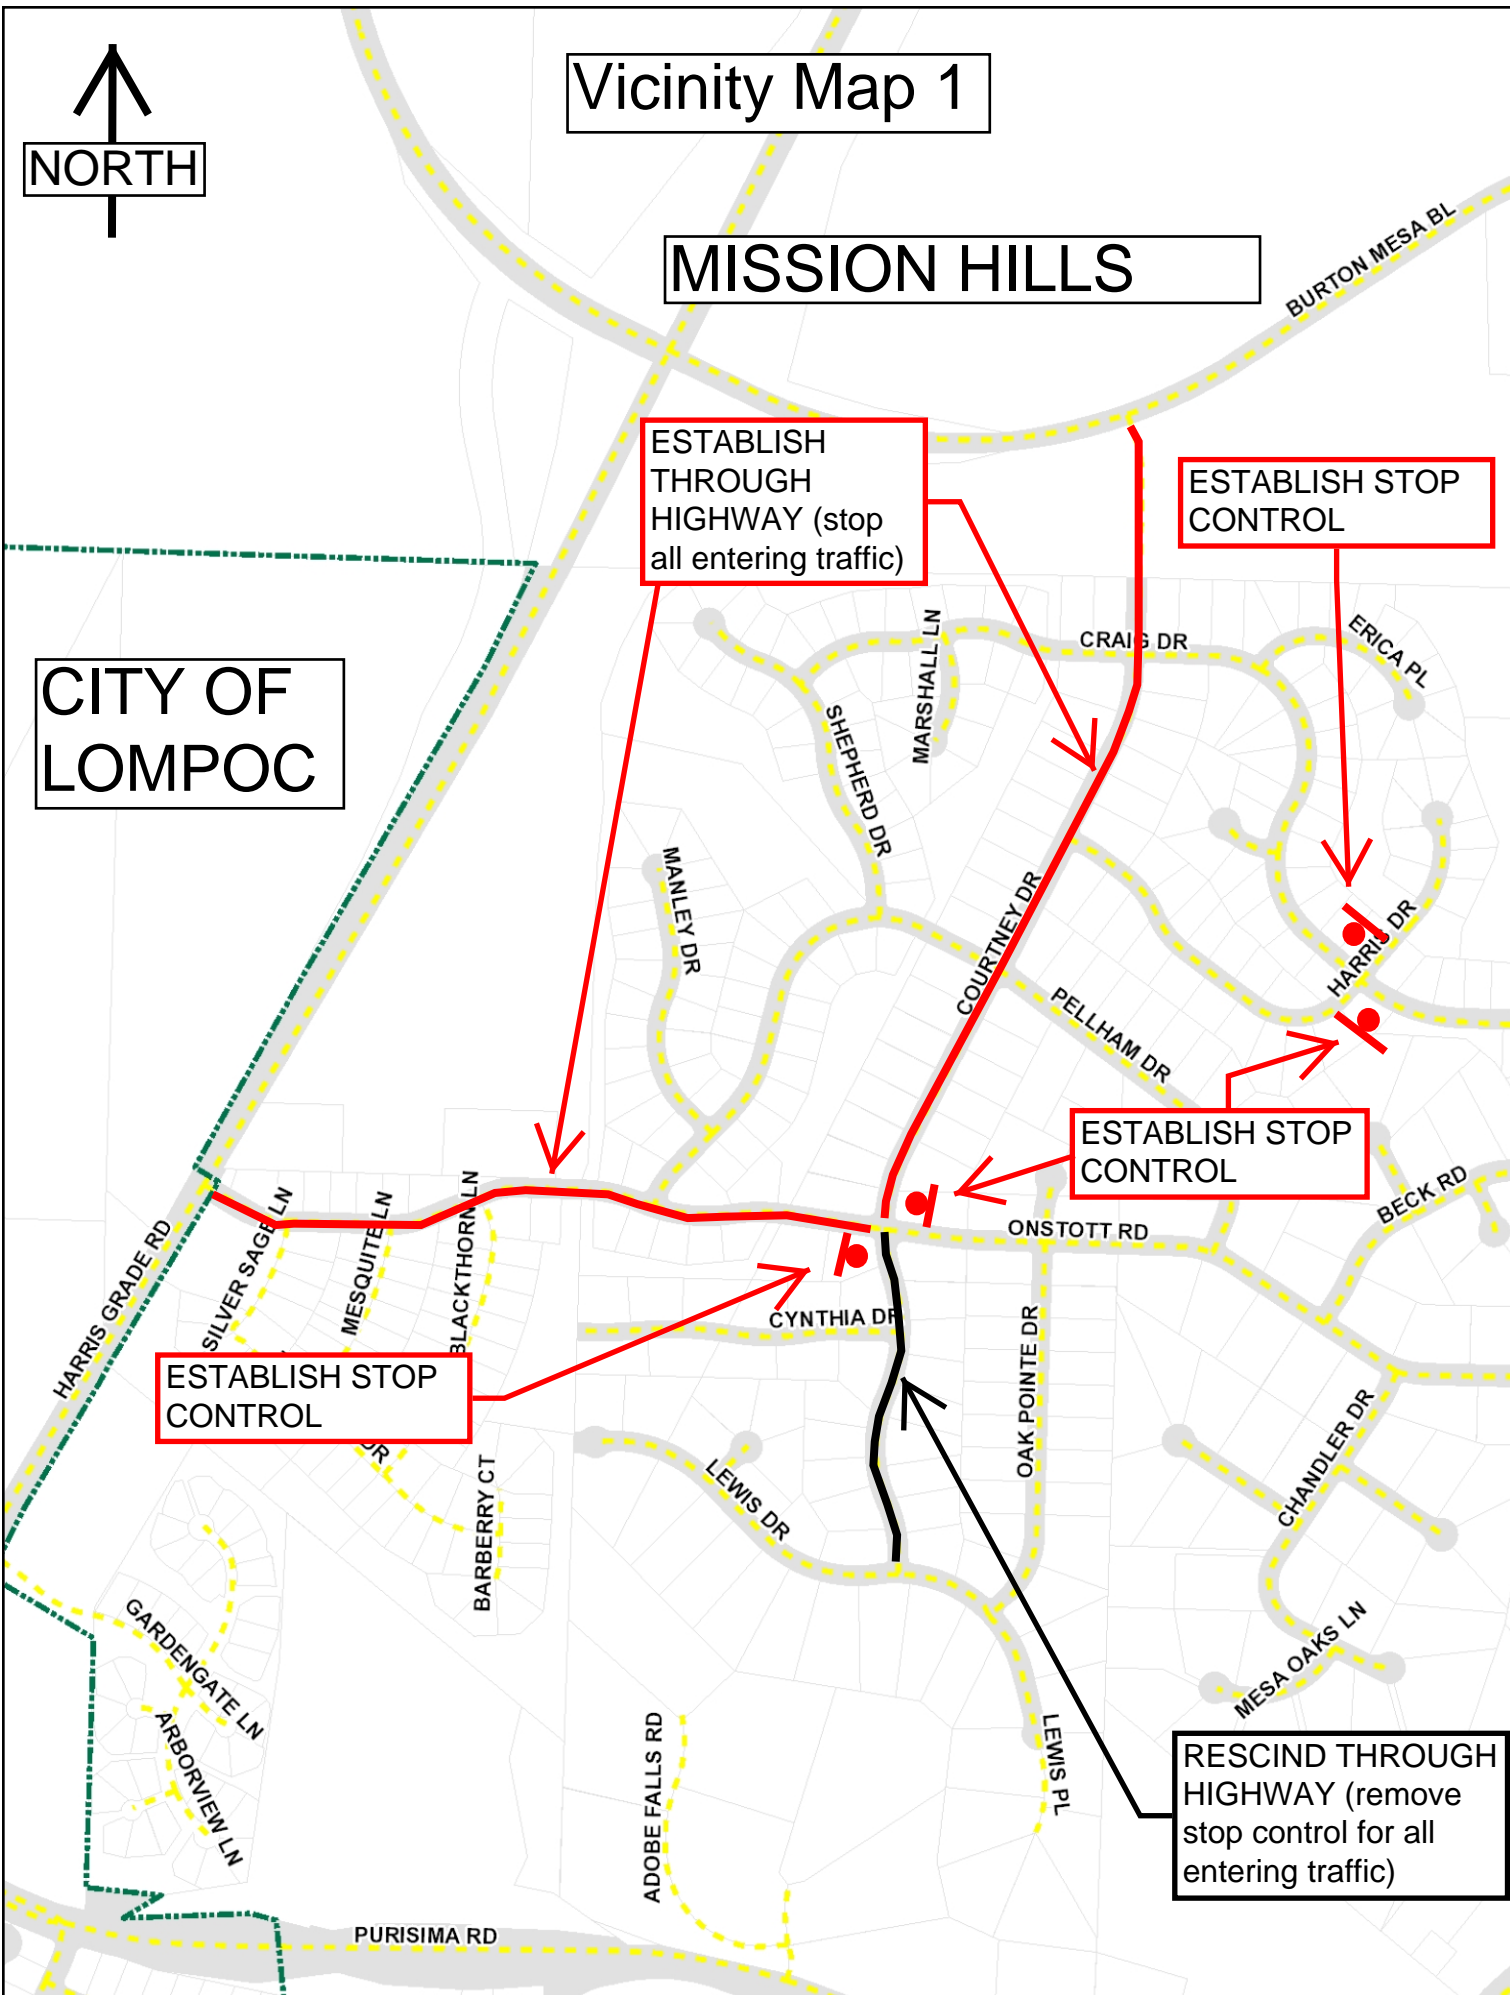 Vicinity Map 1
NORTH
MISSION HILLS
BURTON MESA BL
ESTABLISH
THROUGH
HIGHWAY (stop
all entering traffic)
ESTABLISH STOP
CONTROL
CITY OF
LOMPOC
MARSHALL LN
CRAIG DR
ERICA PL
SHEPHERD DR
MANLEY DR
COURTNEY DR
HARRIS DR
PELLHAM DR
ESTABLISH STOP
CONTROL
BECK RD
ONSTOTT RD
HARRIS GRADE RD
SILVER SAGE LN
MESQUITE LN
BLACKTHORN LN
CYNTHIA DR
OAK POINTE DR
ESTABLISH STOP
CONTROL
DR
CHANDLER DR
LEWIS DR
BARBERRY CT
GARDENGATE LN
MESA OAKS LN
ARBORVIEW LN
ADOBE FALLS RD
LEWIS PL
RESCIND THROUGH
HIGHWAY (remove
stop control for all
entering traffic)
PURISIMA RD